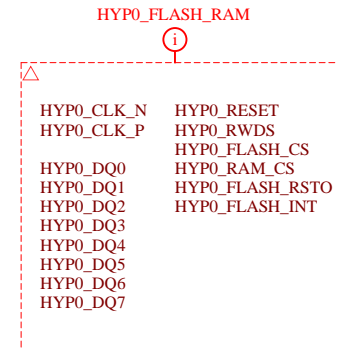 HYP0_FLASH_RAM
i
HYP0_CLK_N HYP0_RESET
HYP0_CLK_P HYP0_RWDS
HYP0_FLASH_CS
HYP0_DQ0 HYP0_RAM_CS
HYP0_DQ1 HYP0_FLASH_RSTO
HYP0_DQ2 HYP0_FLASH_INT
HYP0_DQ3
HYP0_DQ4
HYP0_DQ5
HYP0_DQ6
HYP0_DQ7